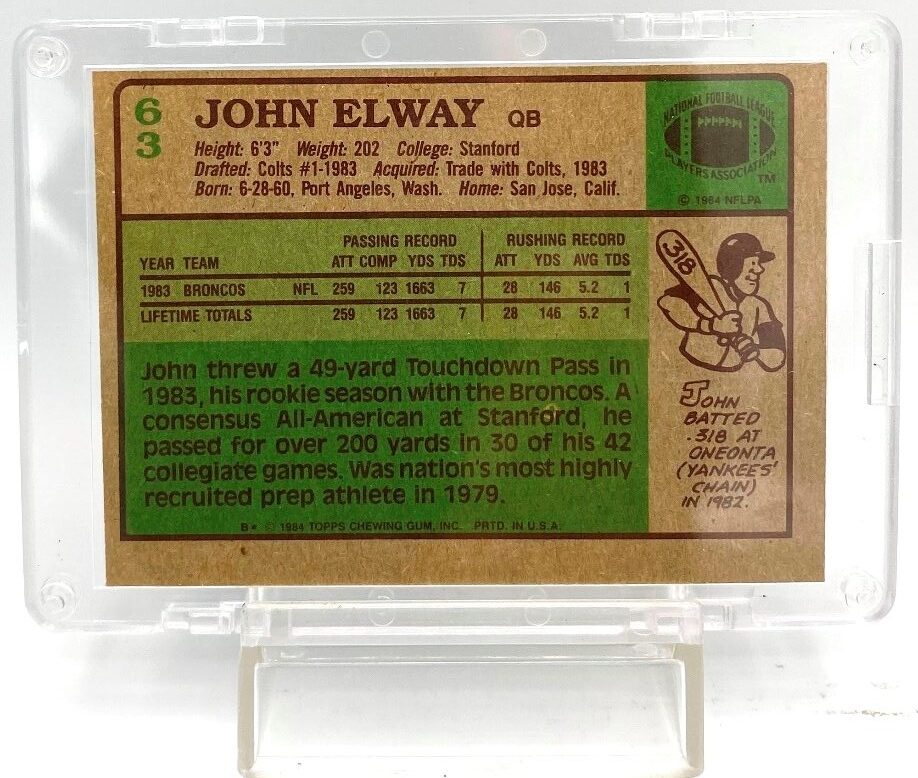 6
3
JOHN ELWAY QB
Height: 6'3" Weight: 202 College: Stanford
Drafted: Colts #1-1983 Acquired: Trade with Colts, 1983
Born: 6-28-60, Port Angeles, Wash. Home: San Jose, Calif.
NATIONAL FOOTBALL LEAGUE
PLAYERS ASSOCIATION
TM
© 1984 NFLPA
PASSING RECORD RUSHING RECORD
YEAR TEAM ATT COMP YDS TDS ATT YDS AVG TDS
1983 BRONCOS NFL 259 123 1663 7 28 146 5.2 1
LIFETIME TOTALS 259 123 1663 7 28 146 5.2 1
John threw a 49-yard Touchdown Pass in
1983, his rookie season with the Broncos. A
consensus All-American at Stanford, he
passed for over 200 yards in 30 of his 42
collegiate games. Was nation's most highly
recruited prep athlete in 1979.
B* © 1984 TOPPS CHEWING GUM, INC. PRTD. IN U.S.A.
318
JOHN
BATTED
.318 AT
ONEONTA
(YANKEES'
CHAIN)
IN 1982.